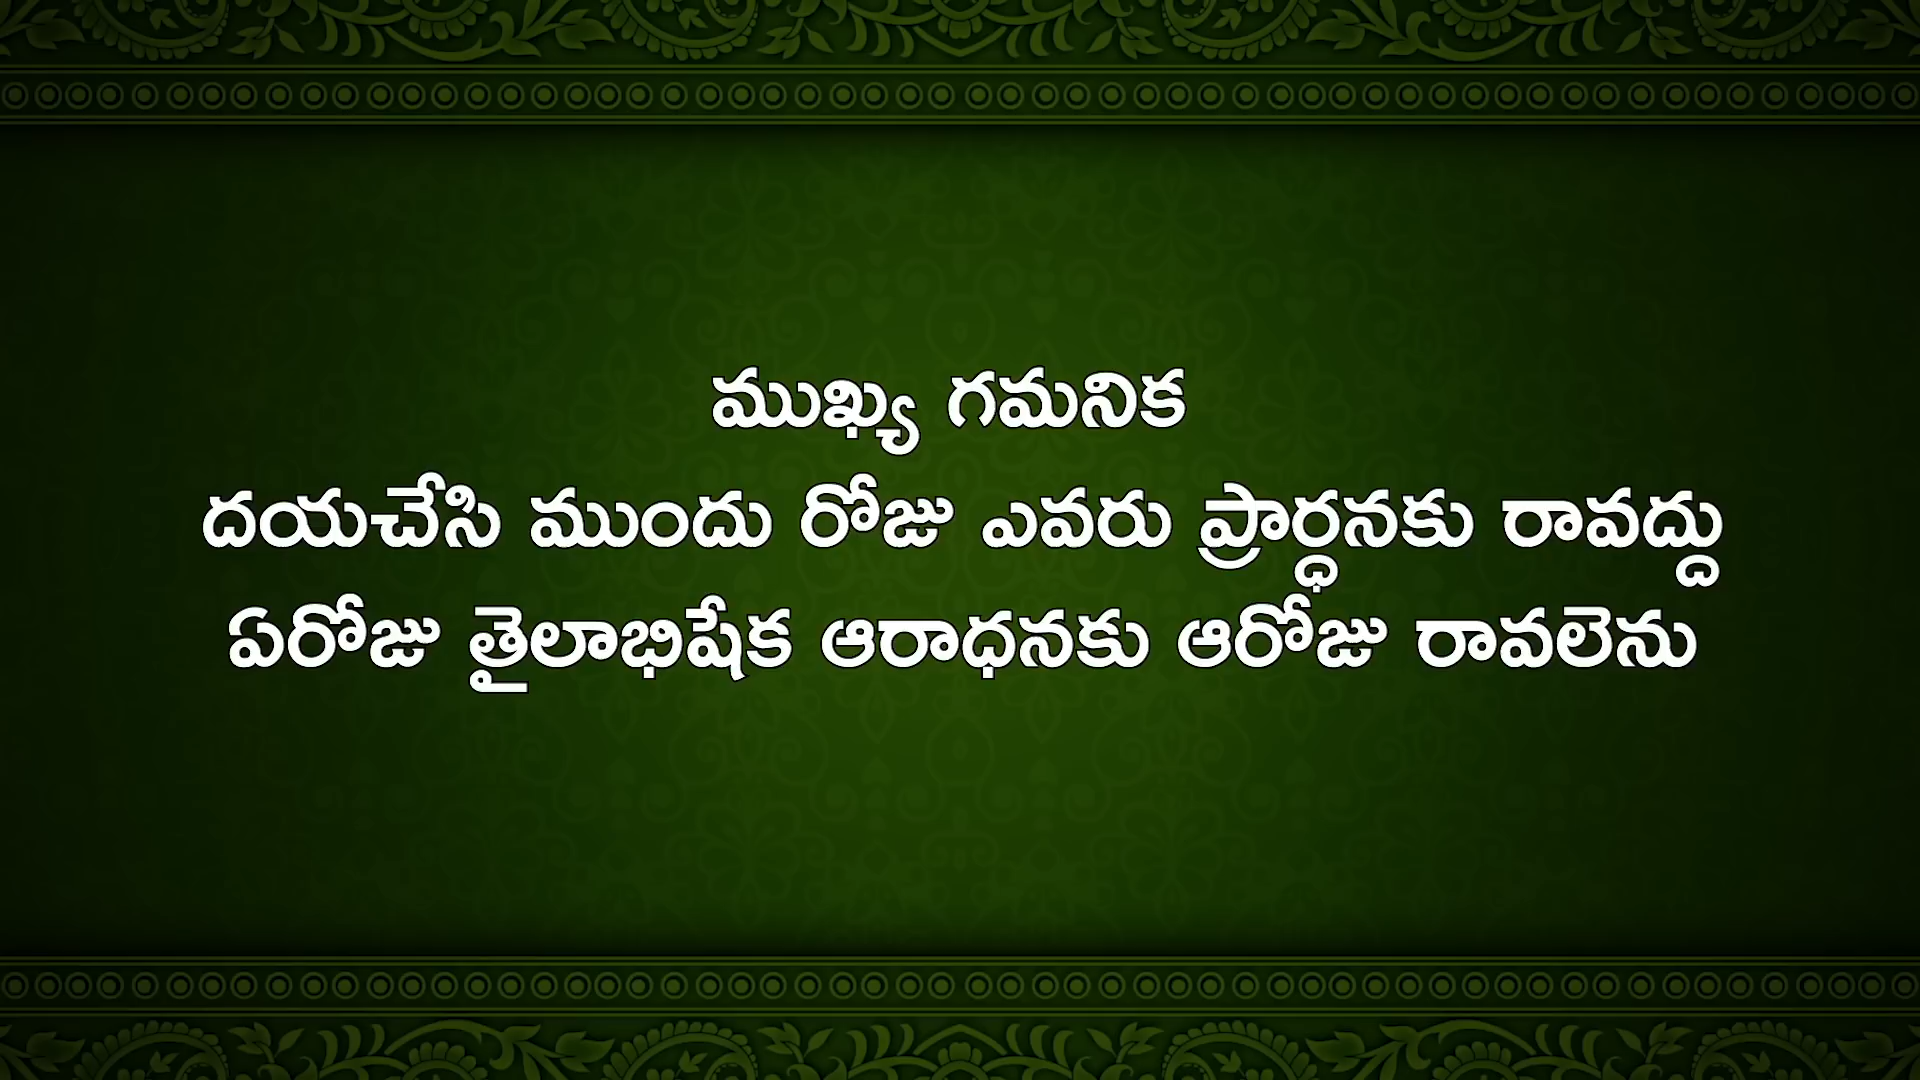 ముఖ్య గమనిక
దయచేసి ముందు రోజు ఎవరు ప్రార్ధనకు రావద్దు
ఏరోజు తైలాభిషేక ఆరాధనకు ఆరోజు రావలెను